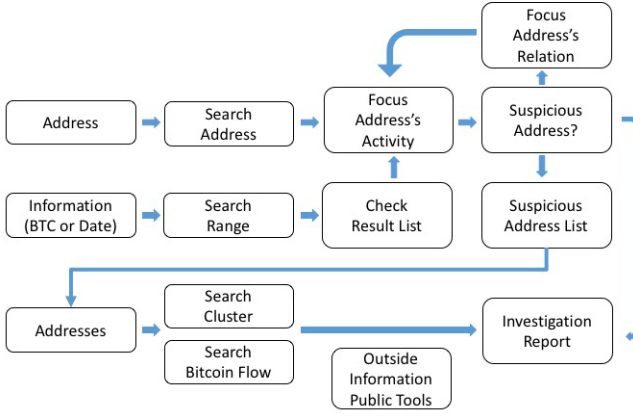 Focus
Address's
Relation
Address
Search
Address
Focus
Address's
Activity
Suspicious
Address?
Information
(BTC or Date)
Search
Range
Check
Result List
Suspicious
Address List
Addresses
Search
Cluster
Search
Bitcoin Flow
Outside
Information
Public Tools
Investigation
Report